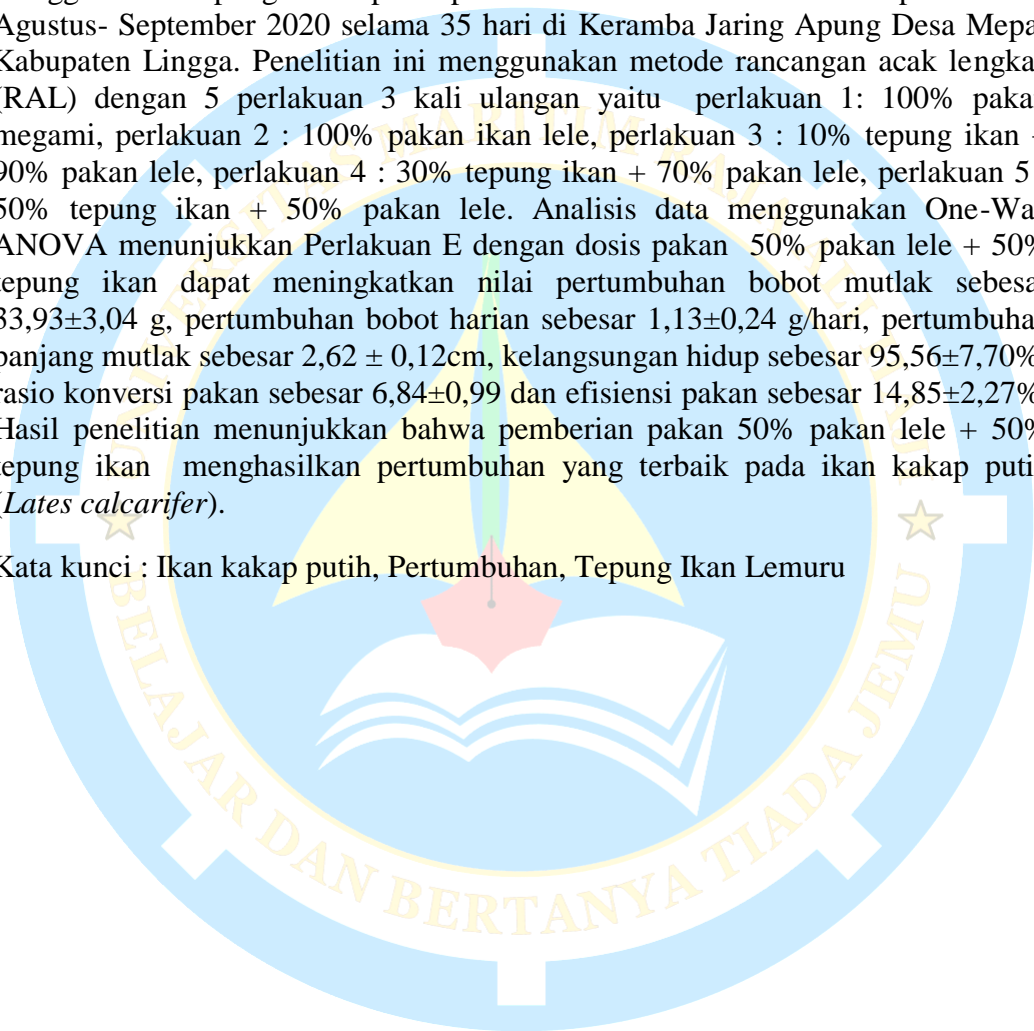 Agustus- September 2020 selama 35 hari di Keramba Jaring Apung Desa Mepa
Kabupaten Lingga. Penelitian ini menggunakan metode rancangan acak lengka
(RAL) dengan 5 perlakuan 3 kali ulangan yaitu perlakuan 1: 100% paka
megami, perlakuan 2 : 100% pakan ikan lele, perlakuan 3 : 10% tepung ikan
90% pakan lele, perlakuan 4 : 30% tepung ikan + 70% pakan lele, perlakuan 5
50% tepung ikan + 50% pakan lele. Analisis data menggunakan One-Wa
ANOVA menunjukkan Perlakuan E dengan dosis pakan 50% pakan lele + 50%
tepung ikan dapat meningkatkan nilai pertumbuhan bobot mutlak sebesa
33,93±3,04 g, pertumbuhan bobot harian sebesar 1,13±0,24 g/hari, pertumbuha
panjang mutlak sebesar 2,62 ± 0,12cm, kelangsungan hidup sebesar 95,56±7,70%
rasio konversi pakan sebesar 6,84±0,99 dan efisiensi pakan sebesar 14,85±2,27%
Hasil penelitian menunjukkan bahwa pemberian pakan 50% pakan lele + 50%
tepung ikan menghasilkan pertumbuhan yang terbaik pada ikan kakap puti
(Lates calcarifer).
Kata kunci : Ikan kakap putih, Pertumbuhan, Tepung Ikan Lemuru
BELAJAR DAN BERTANYA TIADA JEMU